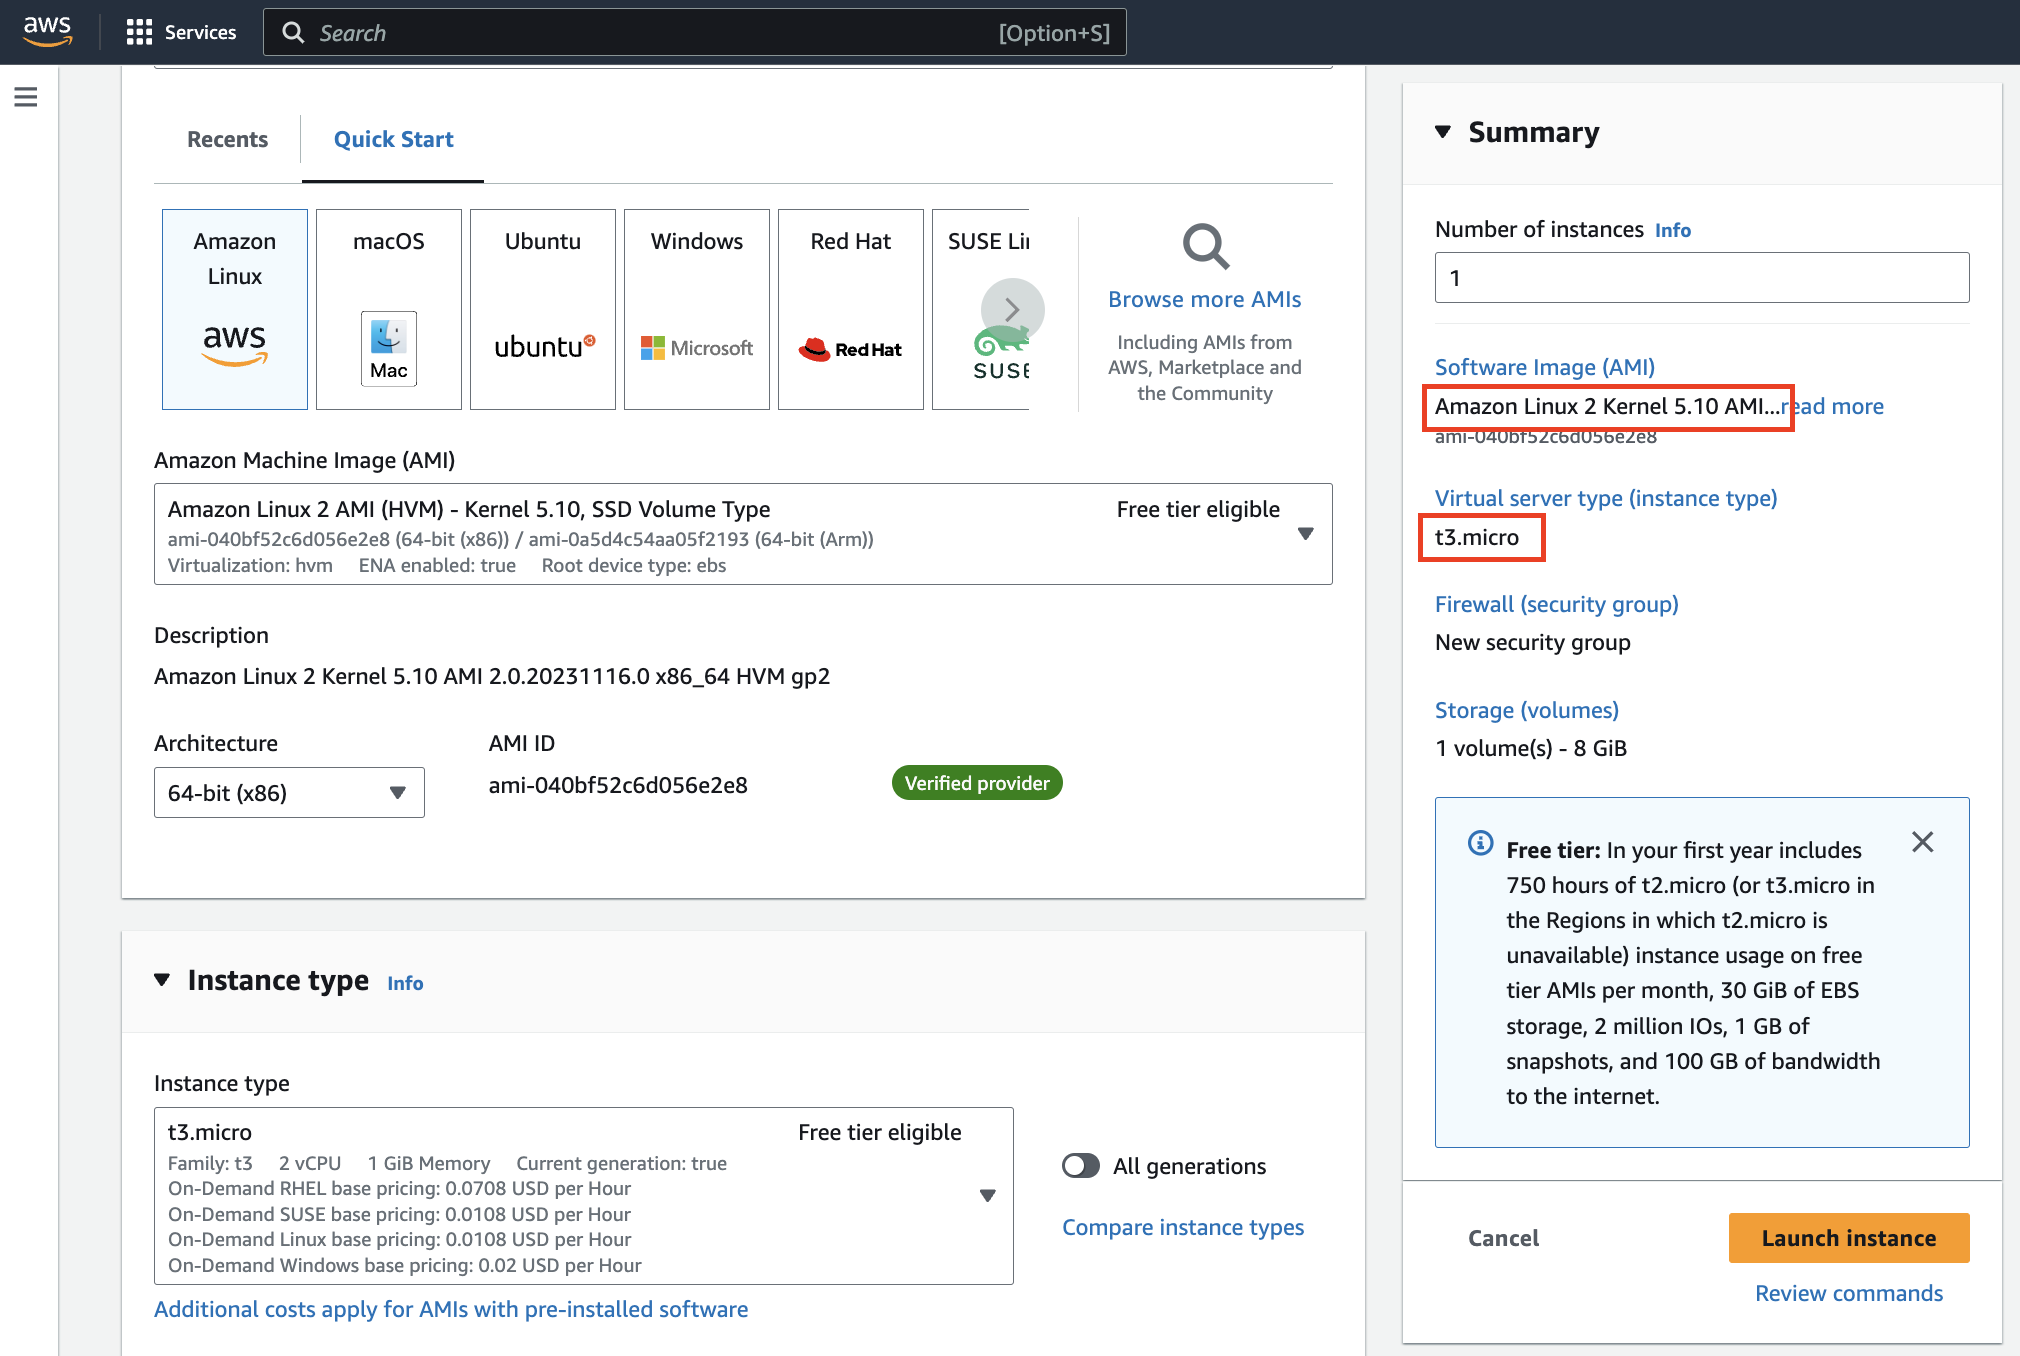 aws
Services
Search
[Option+S]
Recents
Quick Start
Amazon
Linux
aws
macOS
Mac
Ubuntu
ubuntu
Windows
Microsoft
Red Hat
Red Hat
SUSE Li
SUSE
Browse more AMIs
Including AMIs from
AWS, Marketplace and
the Community
Amazon Machine Image (AMI)
Amazon Linux 2 AMI (HVM) - Kernel 5.10, SSD Volume Type
Free tier eligible
ami-040bf52c6d056e2e8 (64-bit (x86)) / ami-0a5d4c54aa05f2193 (64-bit (Arm))
Virtualization: hvm ENA enabled: true Root device type: ebs
Description
Amazon Linux 2 Kernel 5.10 AMI 2.0.20231116.0 x86_64 HVM gp2
Architecture
64-bit (x86)
AMI ID
ami-040bf52c6d056e2e8
Verified provider
Instance type Info
Instance type
t3.micro
Free tier eligible
Family: t3 2 vCPU 1 GiB Memory Current generation: true
On-Demand RHEL base pricing: 0.0708 USD per Hour
On-Demand SUSE base pricing: 0.0108 USD per Hour
On-Demand Linux base pricing: 0.0108 USD per Hour
On-Demand Windows base pricing: 0.02 USD per Hour
All generations
Compare instance types
Additional costs apply for AMIs with pre-installed software
Summary
Number of instances Info
1
Software Image (AMI)
Amazon Linux 2 Kernel 5.10 AMI...read more
ami-040bf52c6d056e2e8
Virtual server type (instance type)
t3.micro
Firewall (security group)
New security group
Storage (volumes)
1 volume(s) - 8 GiB
Free tier: In your first year includes
750 hours of t2.micro (or t3.micro in
the Regions in which t2.micro is
unavailable) instance usage on free
tier AMIs per month, 30 GiB of EBS
storage, 2 million IOs, 1 GB of
snapshots, and 100 GB of bandwidth
to the internet.
Cancel
Launch instance
Review commands